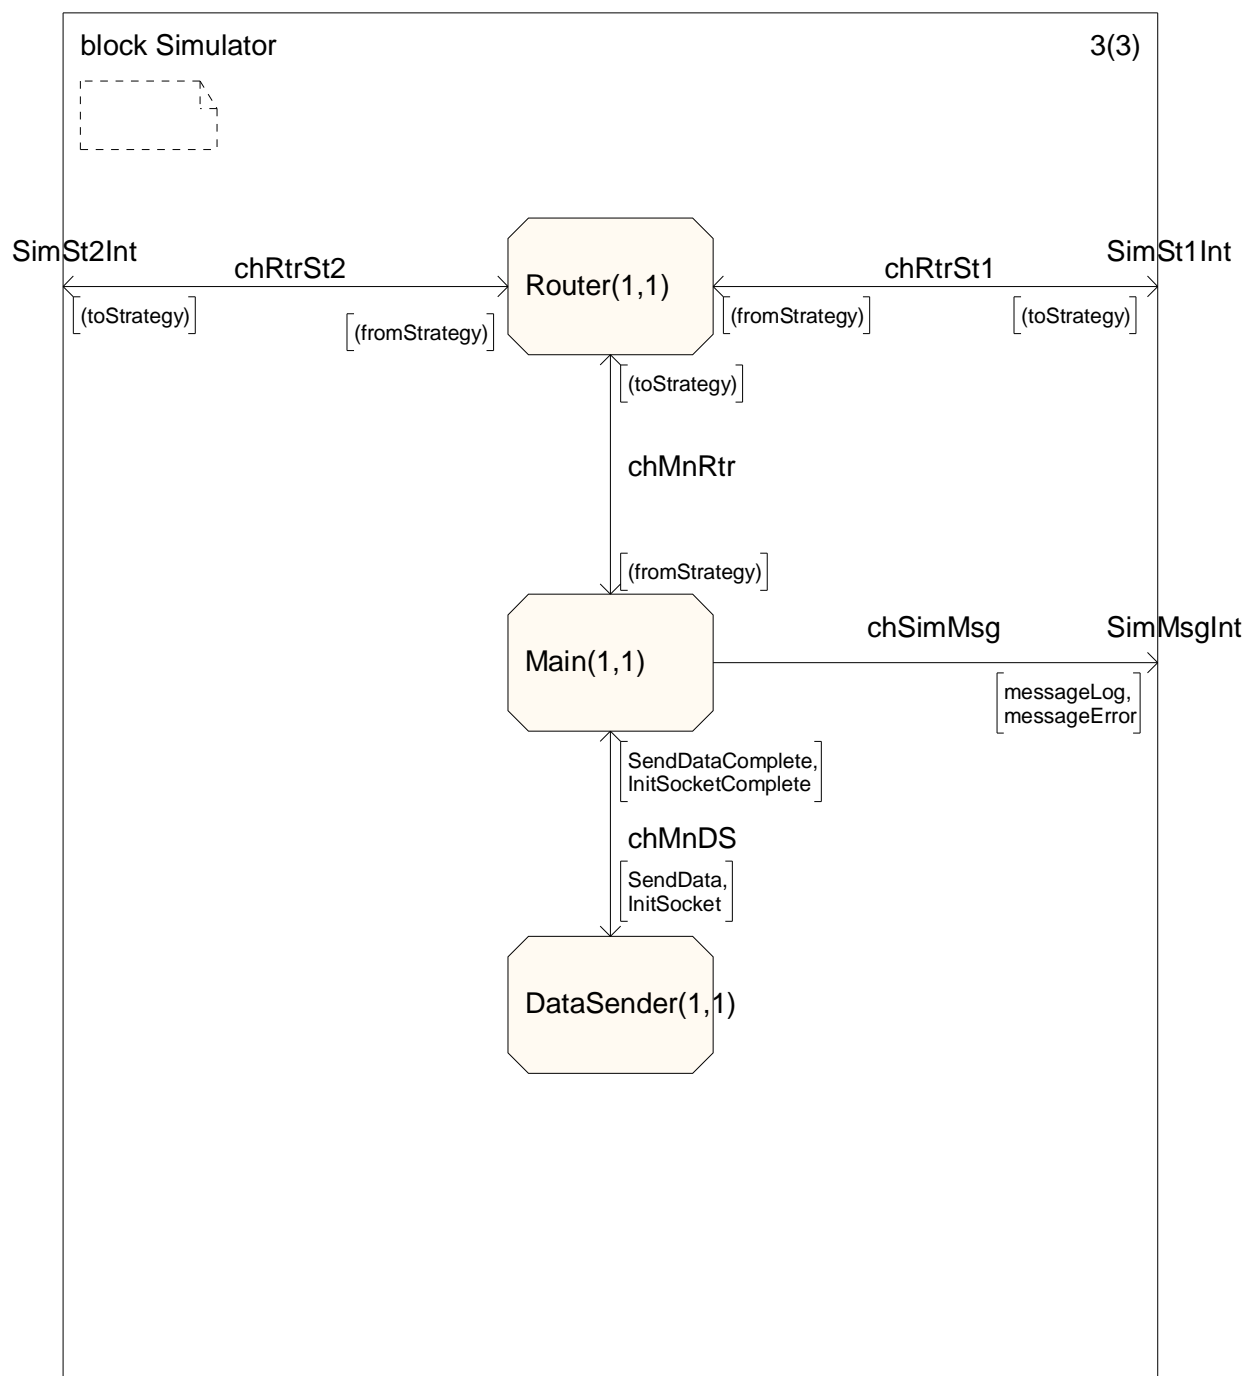 block Simulator
3(3)
SimSt2Int
chRtrSt2
Router(1,1)
chRtrSt1
SimSt1Int
(toStrategy)
(fromStrategy)
(fromStrategy)
(toStrategy)
(toStrategy)
chMnRtr
(fromStrategy)
Main(1,1)
chSimMsg
SimMsgInt
messageLog,
messageError
SendDataComplete,
InitSocketComplete
chMnDS
SendData,
InitSocket
DataSender(1,1)